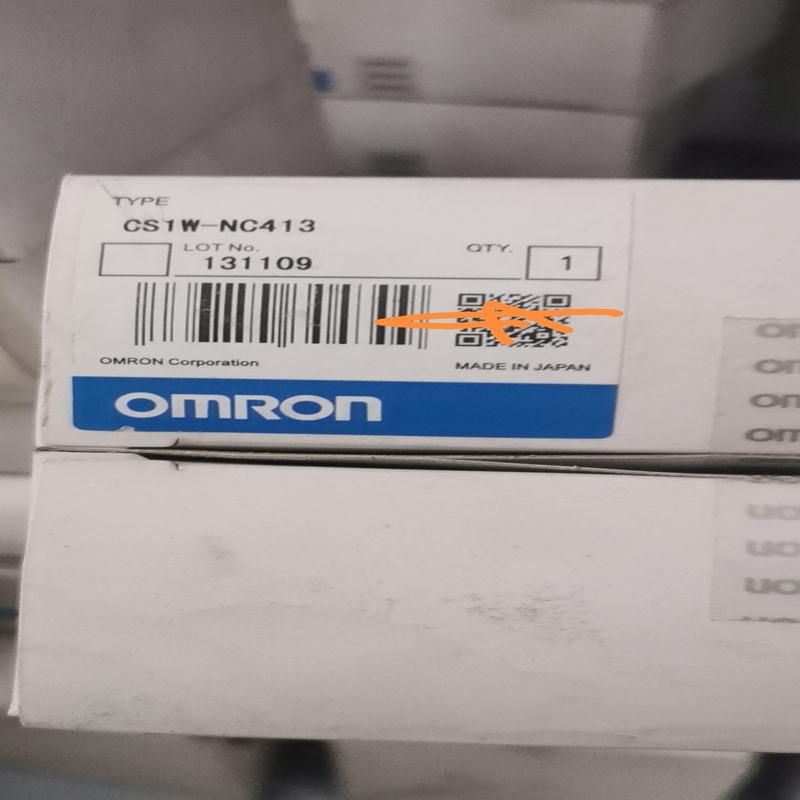 TYPE
CS1W-NC413
LOT No.
QTY.
131109
1
OMRON Corporation
MADE IN JAPAN
OMRON